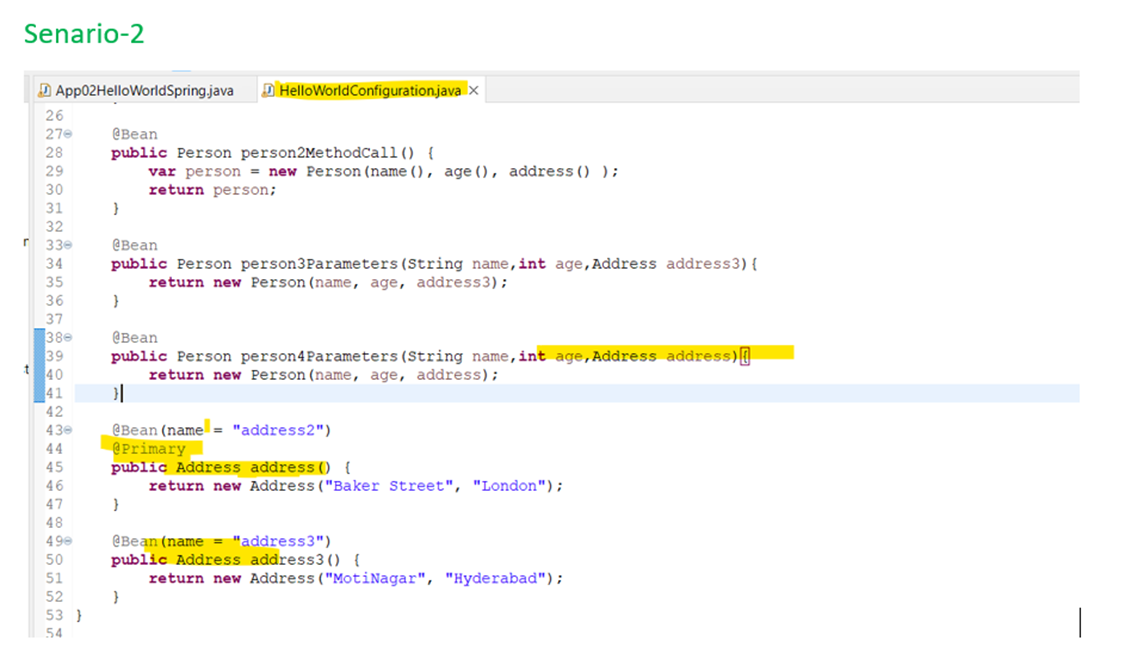 Senario-2
App02HelloWorldSpring.java HelloWorldConfiguration.java
26
27 @Bean
28 public Person person2MethodCall() {
29 var person = new Person(name(), age(), address() );
30 return person;
31 }
32
33 @Bean
34 public Person person3Parameters(String name,int age,Address address3){
35 return new Person(name, age, address3);
36 }
37
38 @Bean
39 public Person person4Parameters(String name,int age,Address address){
40 return new Person(name, age, address);
41 }
42
43 @Bean(name = "address2")
44 @Primary
45 public Address address() {
46 return new Address("Baker Street", "London");
47 }
48
49 @Bean(name = "address3")
50 public Address address3() {
51 return new Address("MotiNagar", "Hyderabad");
52 }
53 }
54